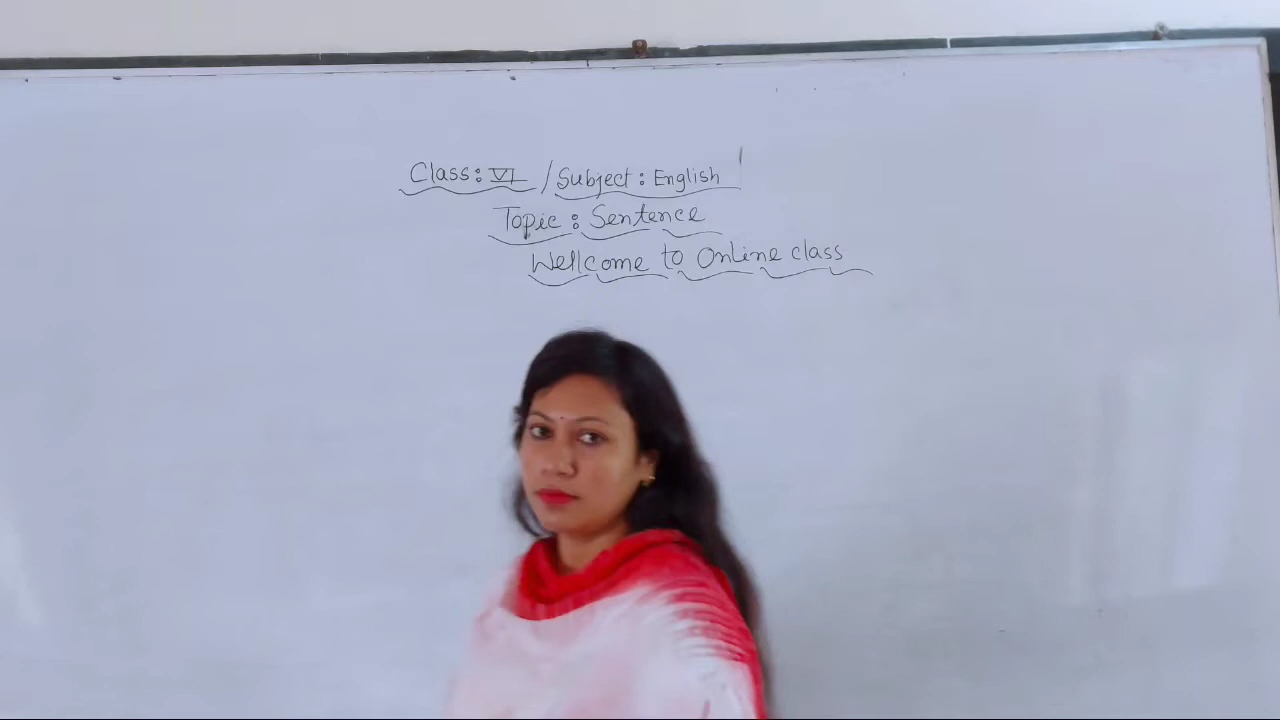 Class: VI / Subject: English
Topic: Sentence
Wellcome to Online class